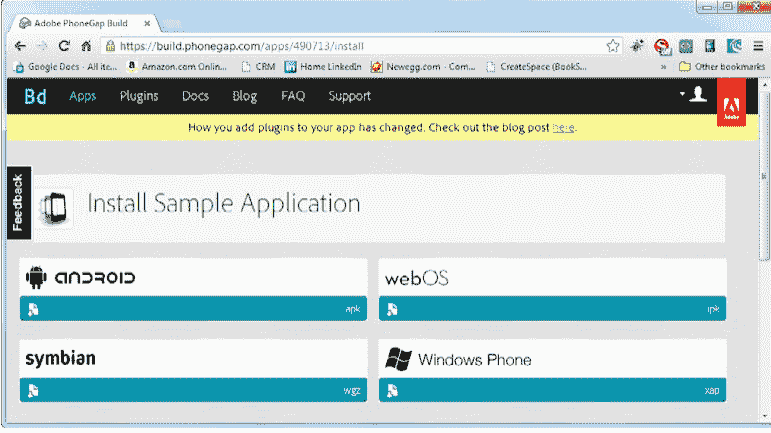 Adobe PhoneGap Build
https://build.phonegap.com/apps/490713/install
Google Docs - All ite... Amazon.com Onlin... CRM Home LinkedIn Newegg.com - Com... CreateSpace (BookS... » Other bookmarks
Bd Apps Plugins Docs Blog FAQ Support
Adobe
How you add plugins to your app has changed. Check out the blog post here.
Feedback
Install Sample Application
android webOS
apk ipk
symbian Windows Phone
wgz xap